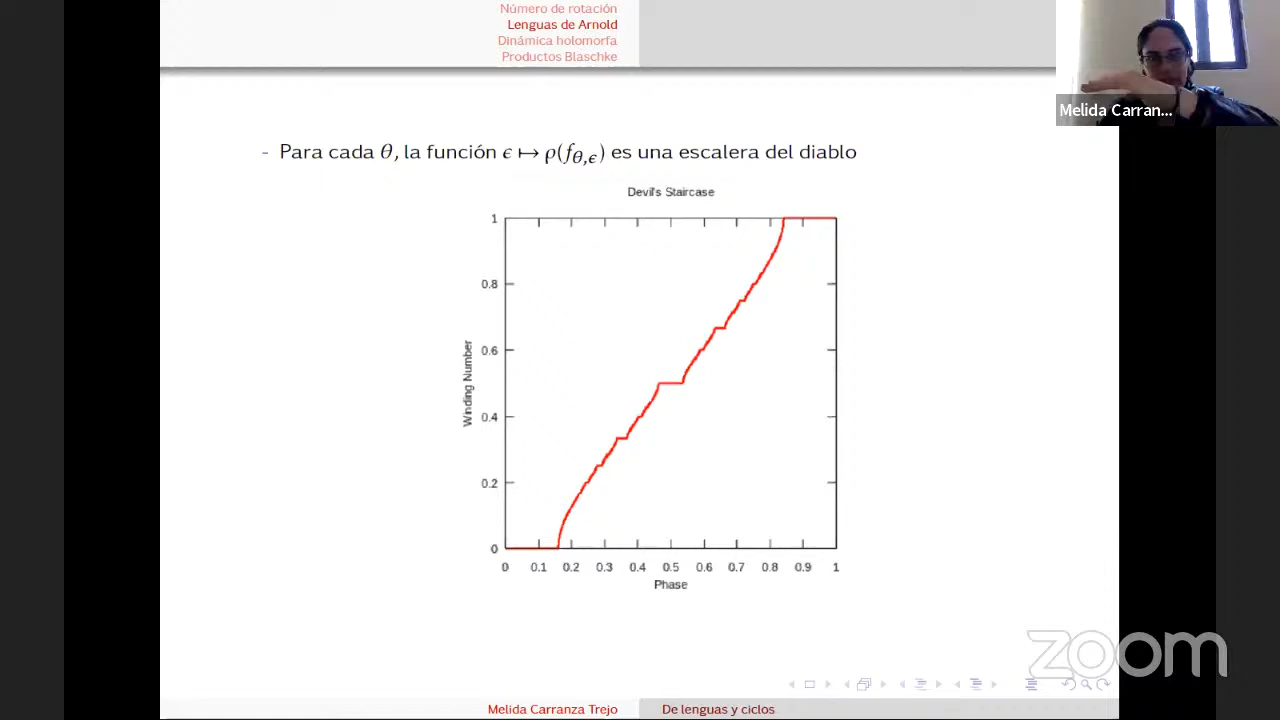 Número de rotación
Lenguas de Arnold
Dinámica holomorfa
Productos Blaschke
Melida Carran...
- Para cada θ, la función ϵ ↦ ρ(f_{θ,ϵ}) es una escalera del diablo
Devil's Staircase
1
0.8
0.6
0.4
0.2
0
Winding Number
0 0.1 0.2 0.3 0.4 0.5 0.6 0.7 0.8 0.9 1
Phase
zoom
Melida Carranza Trejo De lenguas y ciclos